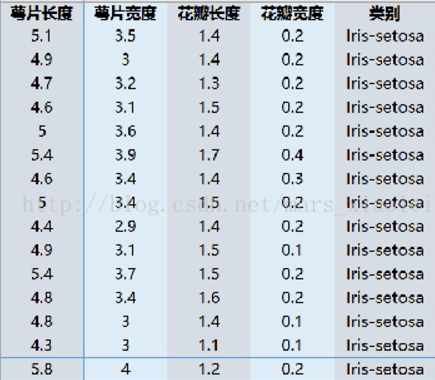 萼片长度 萼片宽度 花瓣长度 花瓣宽度 类别
5.1 3.5 1.4 0.2 Iris-setosa
4.9 3 1.4 0.2 Iris-setosa
4.7 3.2 1.3 0.2 Iris-setosa
4.6 3.1 1.5 0.2 Iris-setosa
5 3.6 1.4 0.2 Iris-setosa
5.4 3.9 1.7 0.4 Iris-setosa
4.6 3.4 1.4 0.3 Iris-setosa
5 3.4 1.5 0.2 Iris-setosa
4.4 2.9 1.4 0.2 Iris-setosa
4.9 3.1 1.5 0.1 Iris-setosa
5.4 3.7 1.5 0.2 Iris-setosa
4.8 3.4 1.6 0.2 Iris-setosa
4.8 3 1.4 0.1 Iris-setosa
4.3 3 1.1 0.1 Iris-setosa
5.8 4 1.2 0.2 Iris-setosa